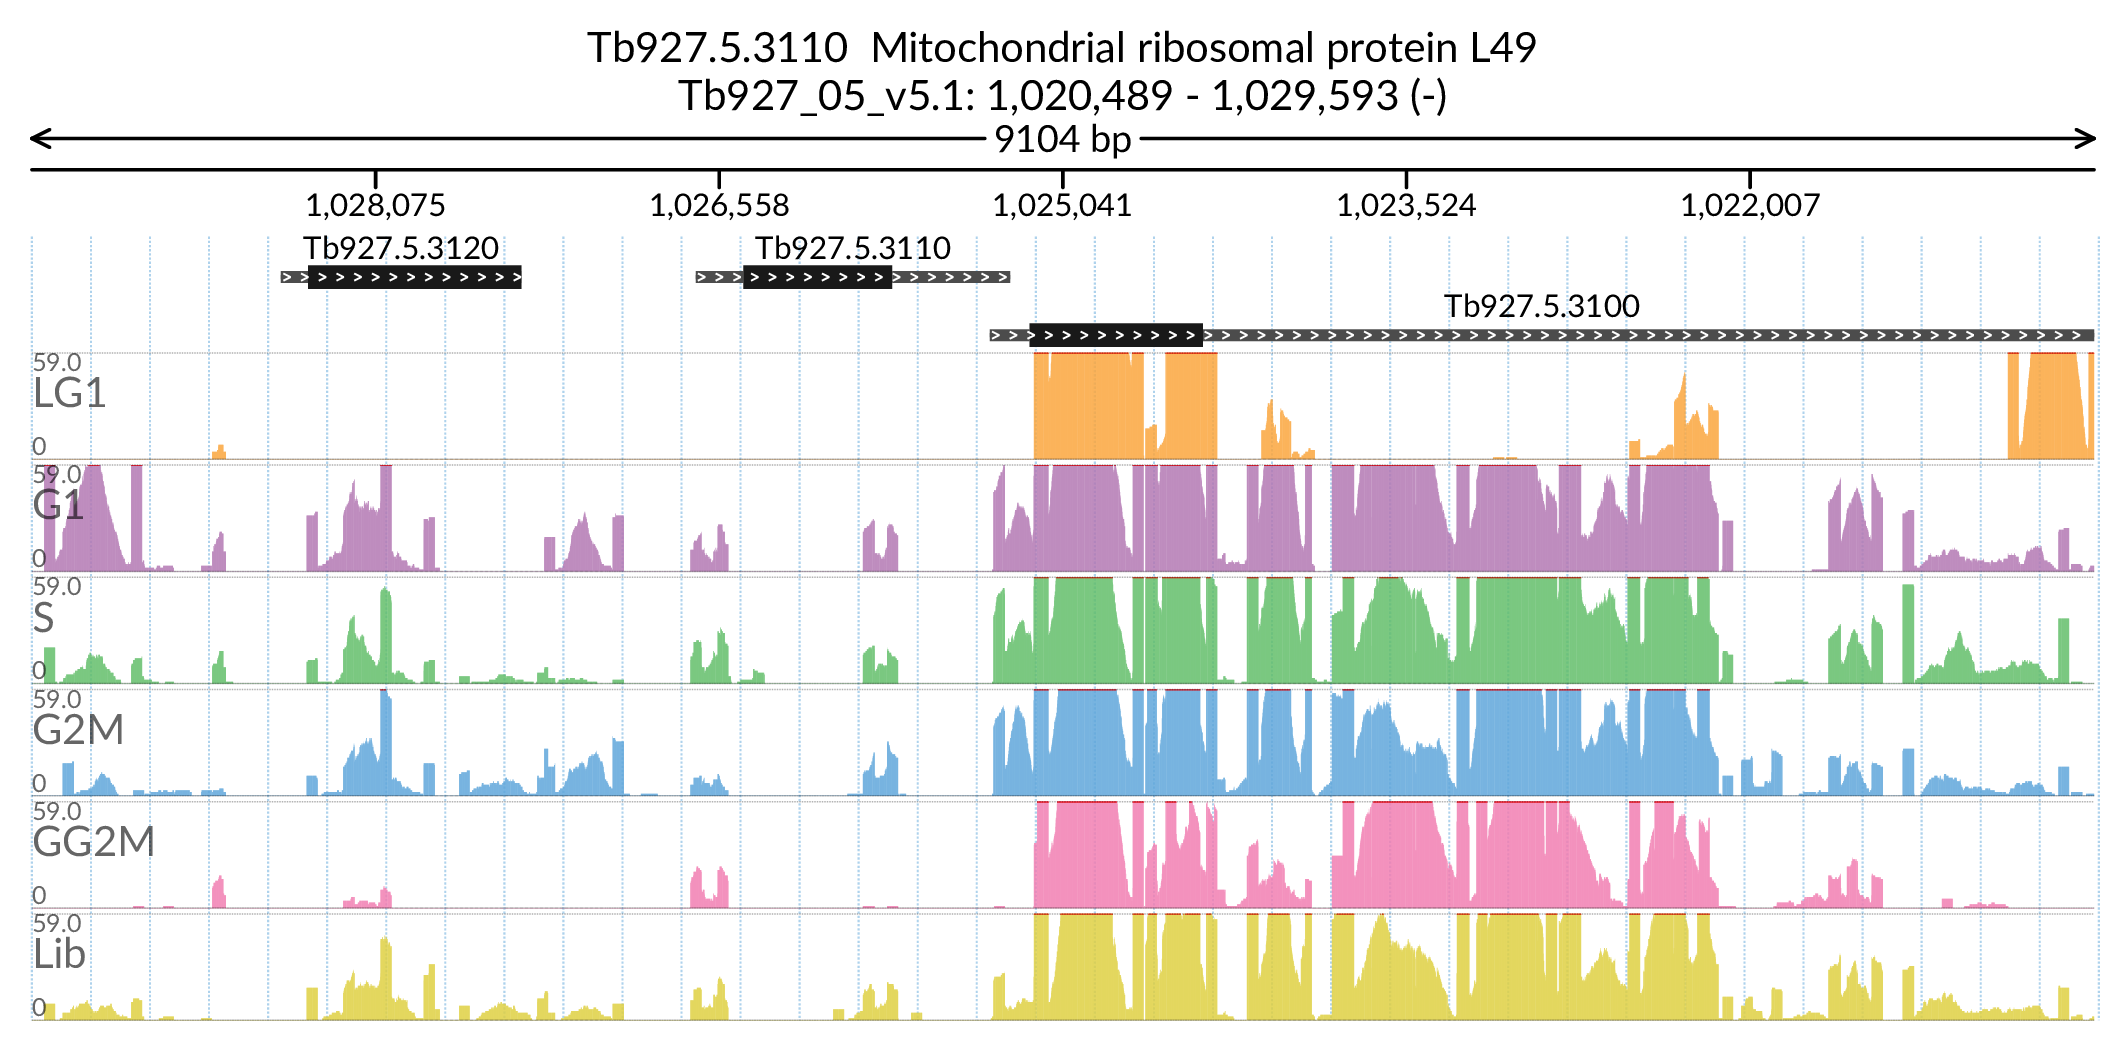 Tb927.5.3110  Mitochondrial ribosomal protein L49
Tb927_05_v5.1: 1,020,489 - 1,029,593 (-)
9104 bp
1,028,075 1,026,558 1,025,041 1,023,524 1,022,007
Tb927.5.3120 Tb927.5.3110
Tb927.5.3100
59.0
LG1
0
59.0
G1
0
59.0
S
0
59.0
G2M
0
59.0
GG2M
0
59.0
Lib
0